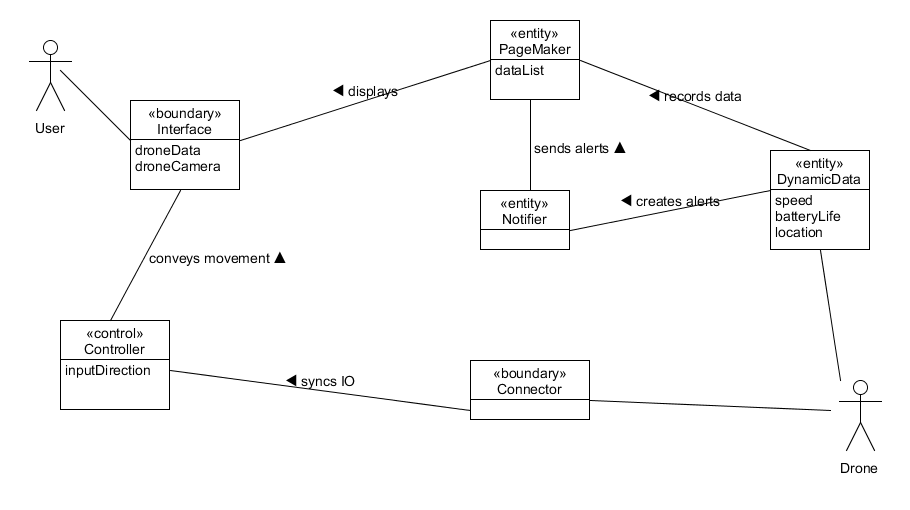 «entity»
PageMaker
dataList
User
«boundary»
Interface
droneData
droneCamera
◀ displays
◀ records data
sends alerts ▲
«entity»
DynamicData
speed
batteryLife
location
«entity»
Notifier
◀ creates alerts
conveys movement ▲
«control»
Controller
inputDirection
◀ syncs IO
«boundary»
Connector
Drone